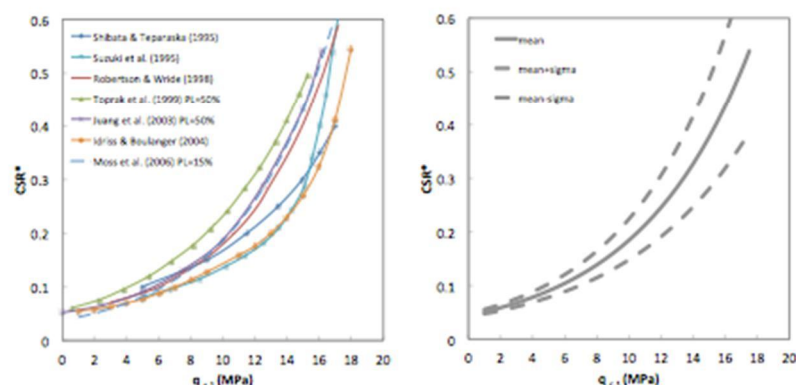 0.6
0.5
0.4
0.3
0.2
0.1
0
CSR*
Shibata & Teparaska (1995)
Suzuki et al. (1995)
Robertson & Wride (1998)
Toprak et al. (1999) PL=50%
Juang et al. (2003) PL=50%
Idriss & Boulanger (2004)
Moss et al. (2006) PL=15%
0 2 4 6 8 10 12 14 16 18 20
(MPa)
0.6
0.5
0.4
0.3
0.2
0.1
0
CSR*
mean
mean+sigma
mean-sigma
0 2 4 6 8 10 12 14 16 18 20
(MPa)